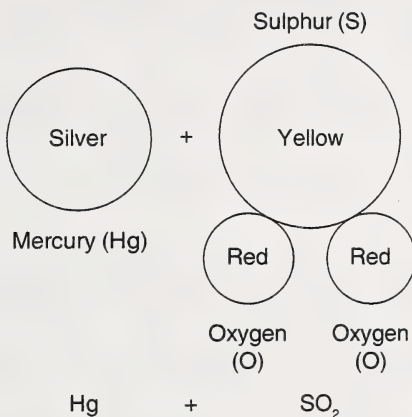 Sulphur (S)
Silver + Yellow
Mercury (Hg)
Red Red
Oxygen (O) Oxygen (O)
Hg + SO₂